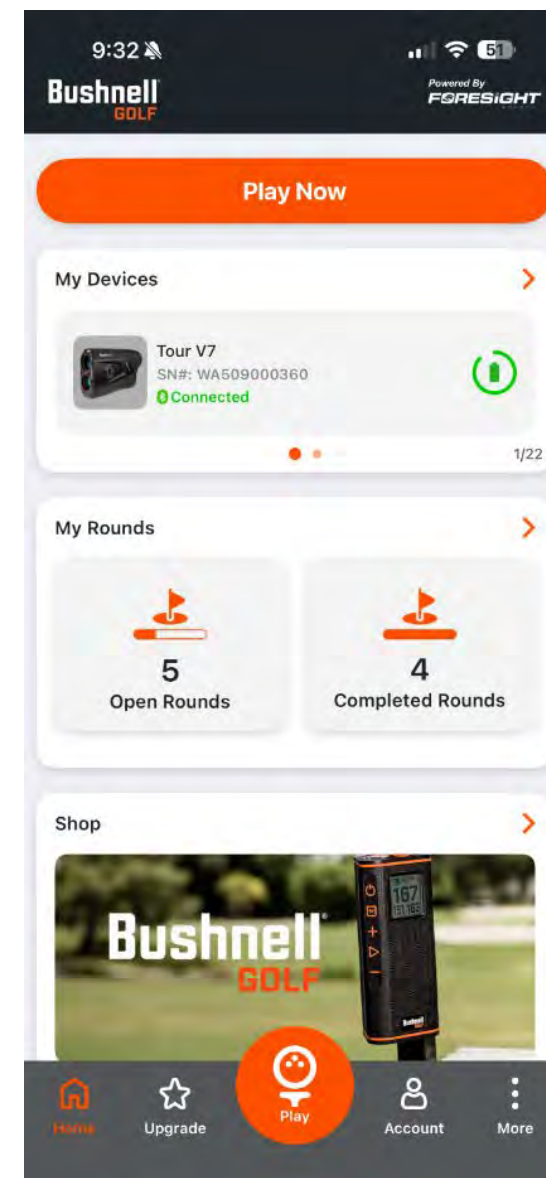 9:32
51
Bushnell
GOLF
Powered By
FORESIGHT
Play Now
My Devices
Tour V7
SN#: WA509000360
Connected
1/22
My Rounds
5
Open Rounds
4
Completed Rounds
Shop
Bushnell
GOLF
167
Bushnell
Home
Upgrade
Play
Account
More